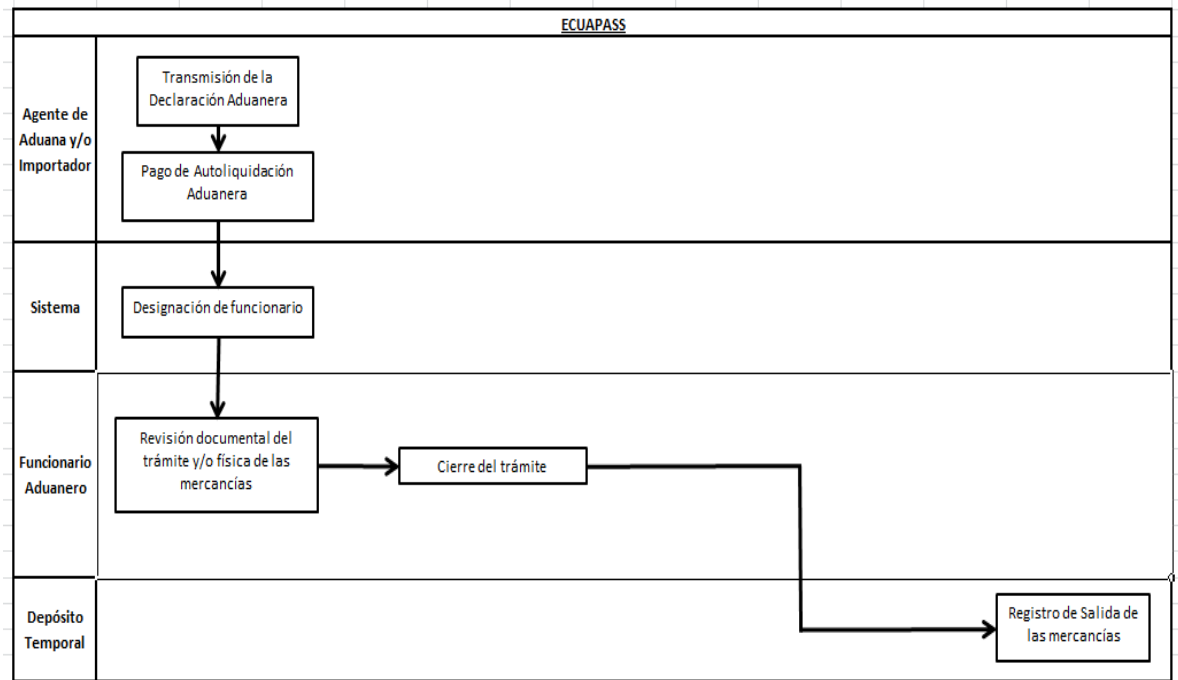 ECUAPASS
Agente de
Aduana y/o
Importador
Transmisión de la
Declaración Aduanera
Pago de Autoliquidación
Aduanera
Sistema
Designación de funcionario
Funcionario
Aduanero
Revisión documental del
trámite y/o física de las
mercancías
Cierre del trámite
Depósito
Temporal
Registro de Salida de
las mercancías